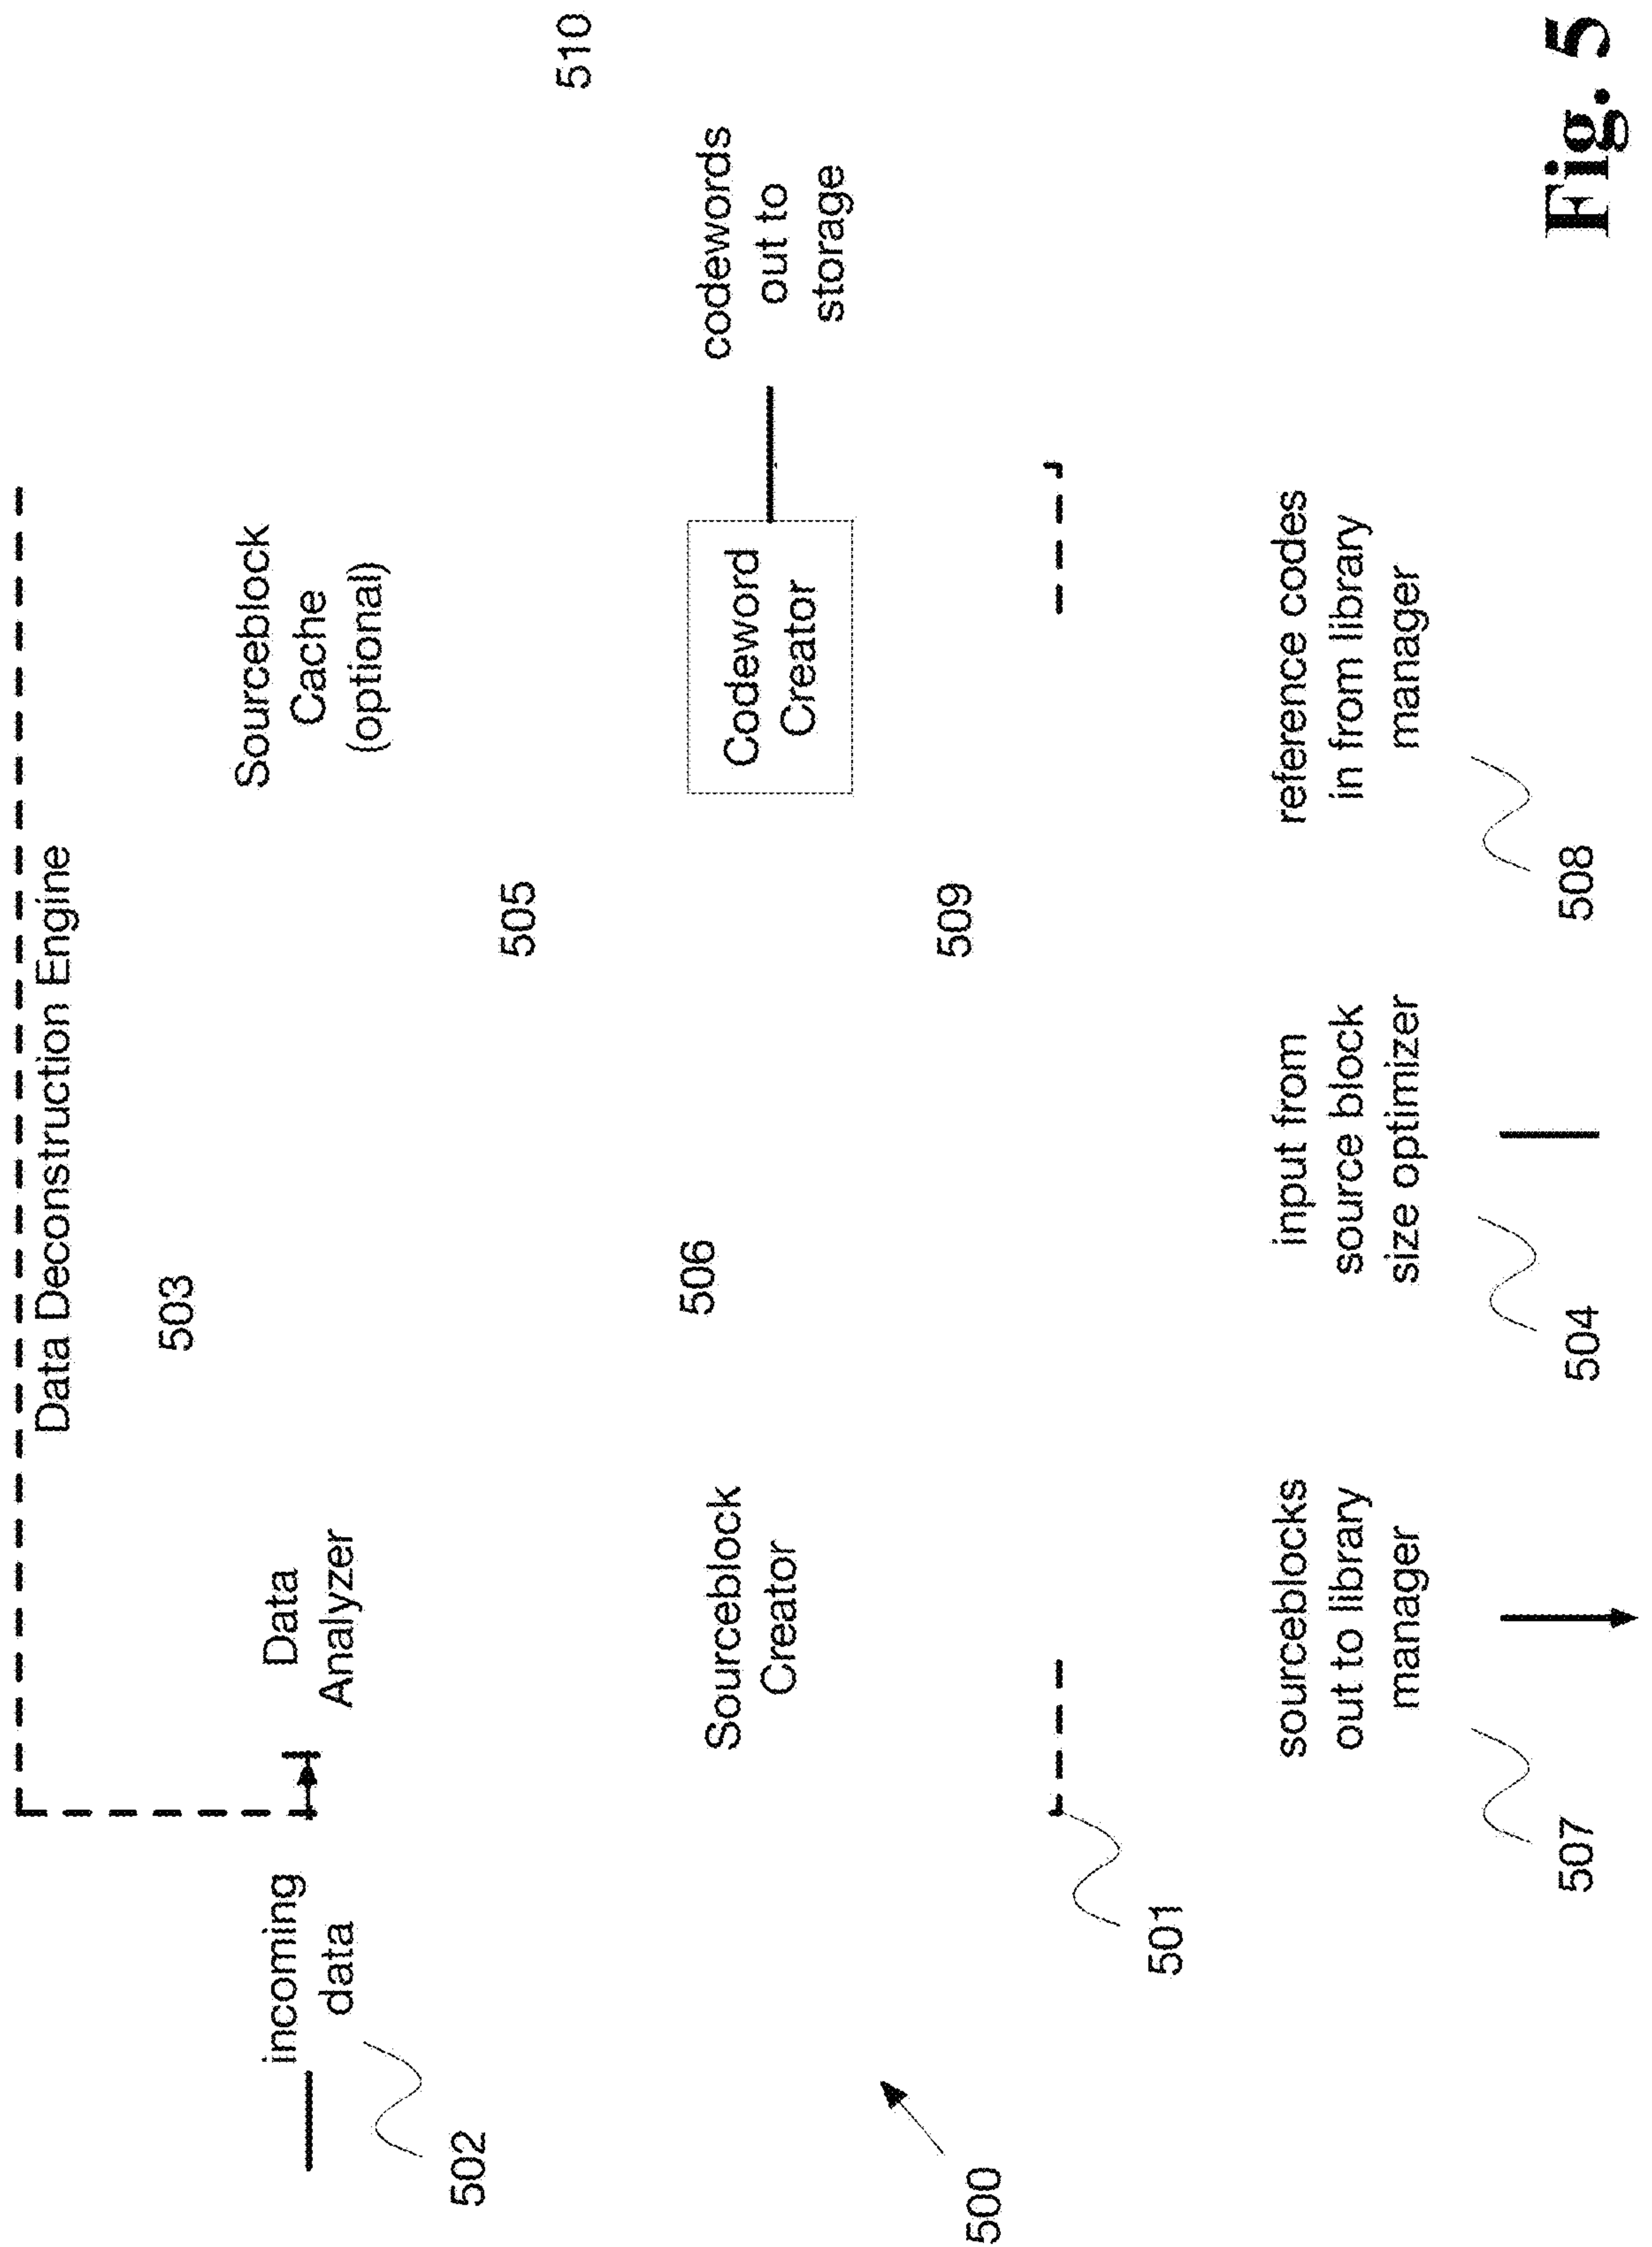 Data Deconstruction Engine
503
incoming
data
502
Data
Analyzer
Sourceblock
Cache
(optional)
505
510
506
Sourceblock
Creator
Codeword
Creator
codewords
out to
storage
509
500
501
sourceblocks
out to library
manager
507
input from
source block
size optimizer
504
reference codes
in from library
manager
508
Fig. 5